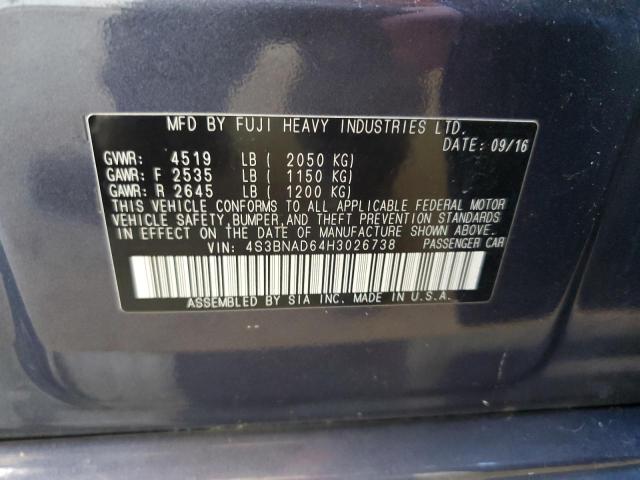 MFD BY FUJI HEAVY INDUSTRIES LTD.
DATE: 09/16
GVWR: 4519 LB ( 2050 KG)
GAWR: F 2535 LB ( 1150 KG)
GAWR: R 2645 LB ( 1200 KG)
THIS VEHICLE CONFORMS TO ALL APPLICABLE FEDERAL MOTOR
VEHICLE SAFETY, BUMPER, AND THEFT PREVENTION STANDARDS
IN EFFECT ON THE DATE OF MANUFACTURE SHOWN ABOVE.
VIN: 4S3BNAD64H3026738 PASSENGER CAR
ASSEMBLED BY SIA INC. MADE IN U.S.A.